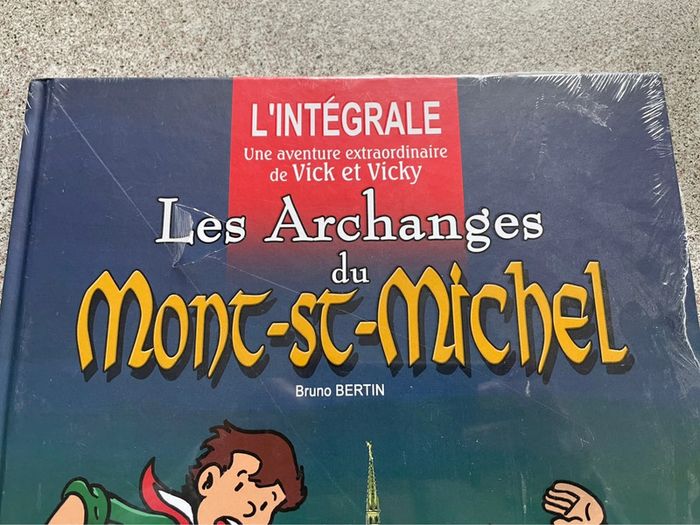 L'INTÉGRALE
Une aventure extraordinaire
de Vick et Vicky
Les Archanges
du
Mont-St-Michel
Bruno BERTIN